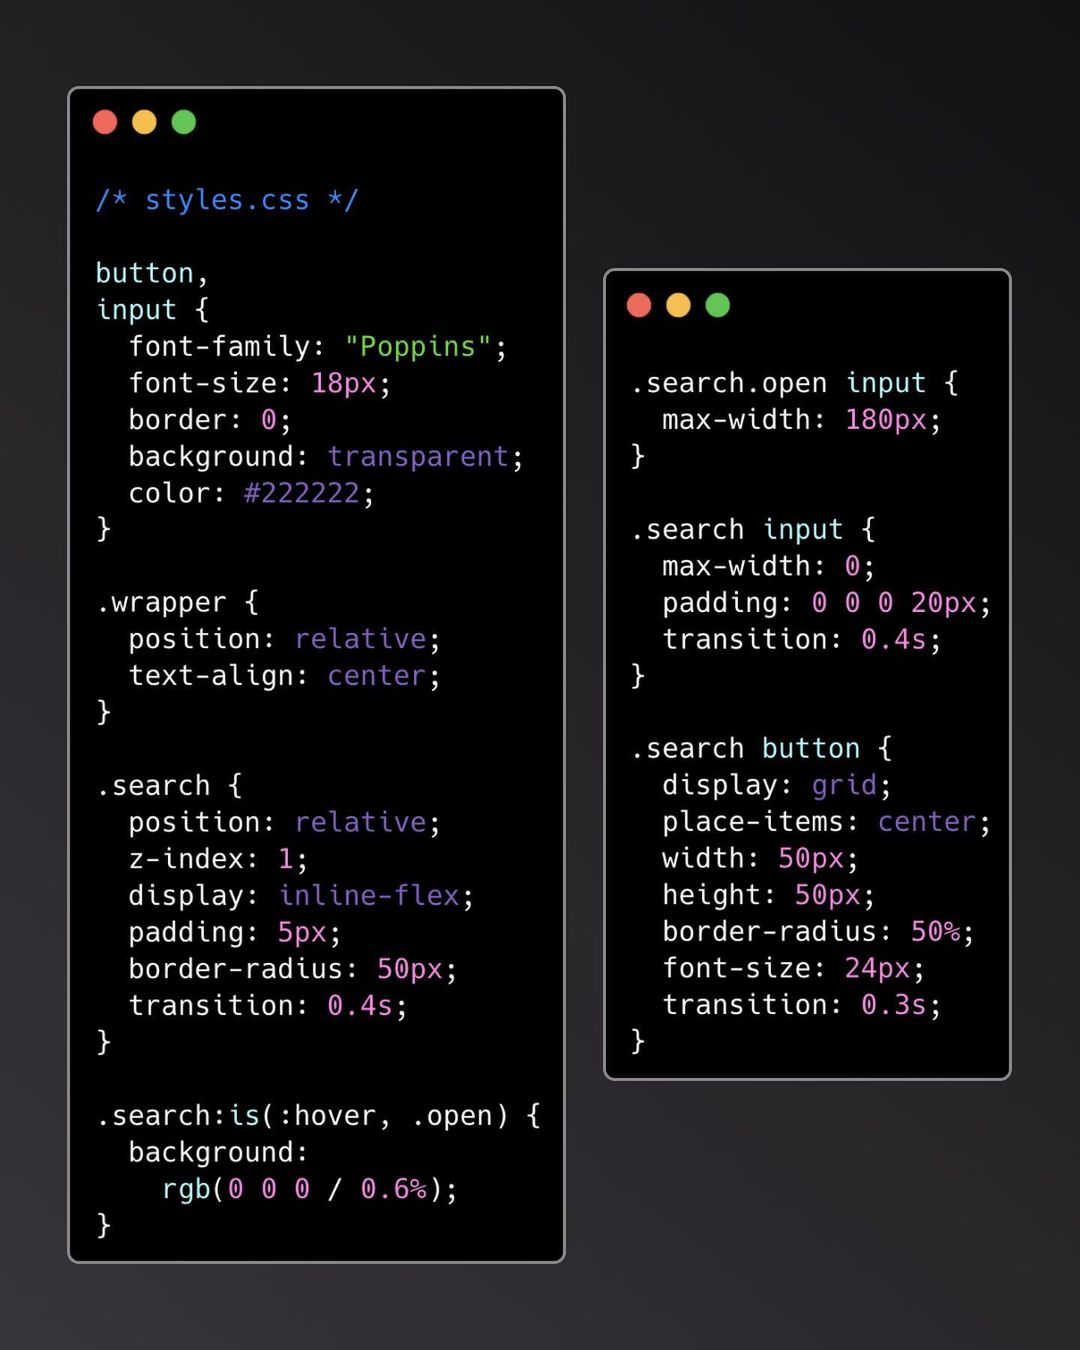 /* styles.css */
button,
input {
  font-family: "Poppins";
  font-size: 18px;
  border: 0;
  background: transparent;
  color: #222222;
}
.wrapper {
  position: relative;
  text-align: center;
}
.search {
  position: relative;
  z-index: 1;
  display: inline-flex;
  padding: 5px;
  border-radius: 50px;
  transition: 0.4s;
}
.search:is(:hover, .open) {
  background:
    rgb(0 0 0 / 0.6%);
}
.search.open input {
  max-width: 180px;
}
.search input {
  max-width: 0;
  padding: 0 0 0 20px;
  transition: 0.4s;
}
.search button {
  display: grid;
  place-items: center;
  width: 50px;
  height: 50px;
  border-radius: 50%;
  font-size: 24px;
  transition: 0.3s;
}